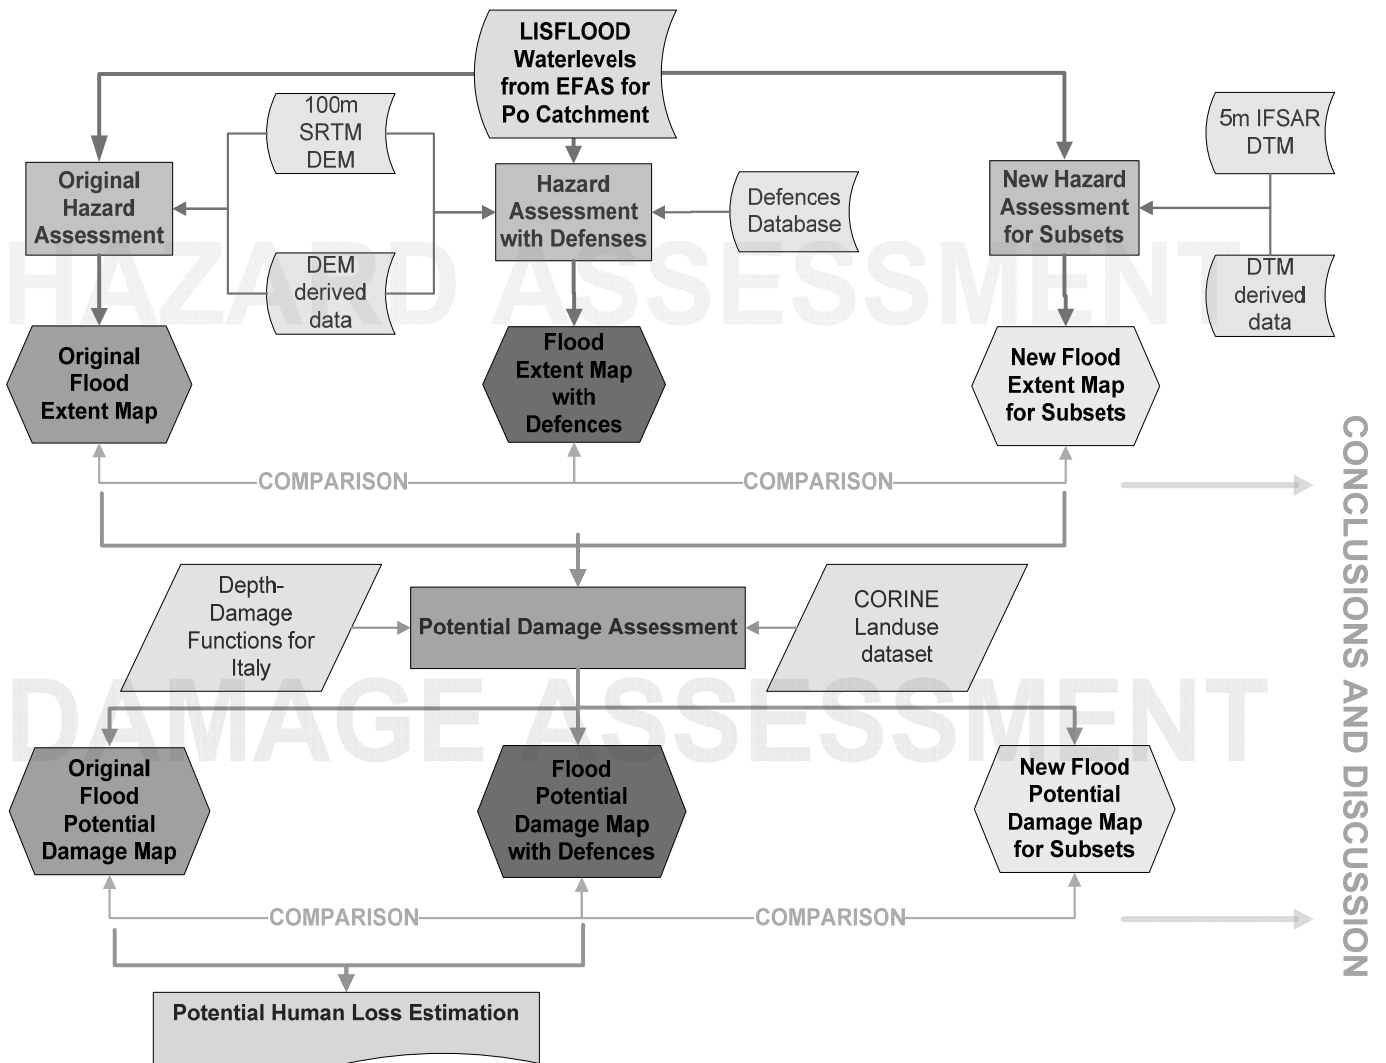 LISFLOOD
Waterlevels
from EFAS for
Po Catchment
100m
SRTM
DEM
5m IFSAR
DTM
Original
Hazard
Assessment
Hazard
Assessment
with Defenses
Defences
Database
New Hazard
Assessment
for Subsets
HAZARD ASSESSMENT
DEM
derived
data
DTM
derived
data
Original
Flood
Extent Map
Flood
Extent Map
with
Defences
New Flood
Extent Map
for Subsets
COMPARISON
COMPARISON
CONCLUSIONS AND DISCUSSION
Depth-
Damage
Functions for
Italy
Potential Damage Assessment
CORINE
Landuse
dataset
DAMAGE ASSESSMENT
Original
Flood
Potential
Damage Map
Flood
Potential
Damage Map
with Defences
New Flood
Potential
Damage Map
for Subsets
COMPARISON
COMPARISON
Potential Human Loss Estimation